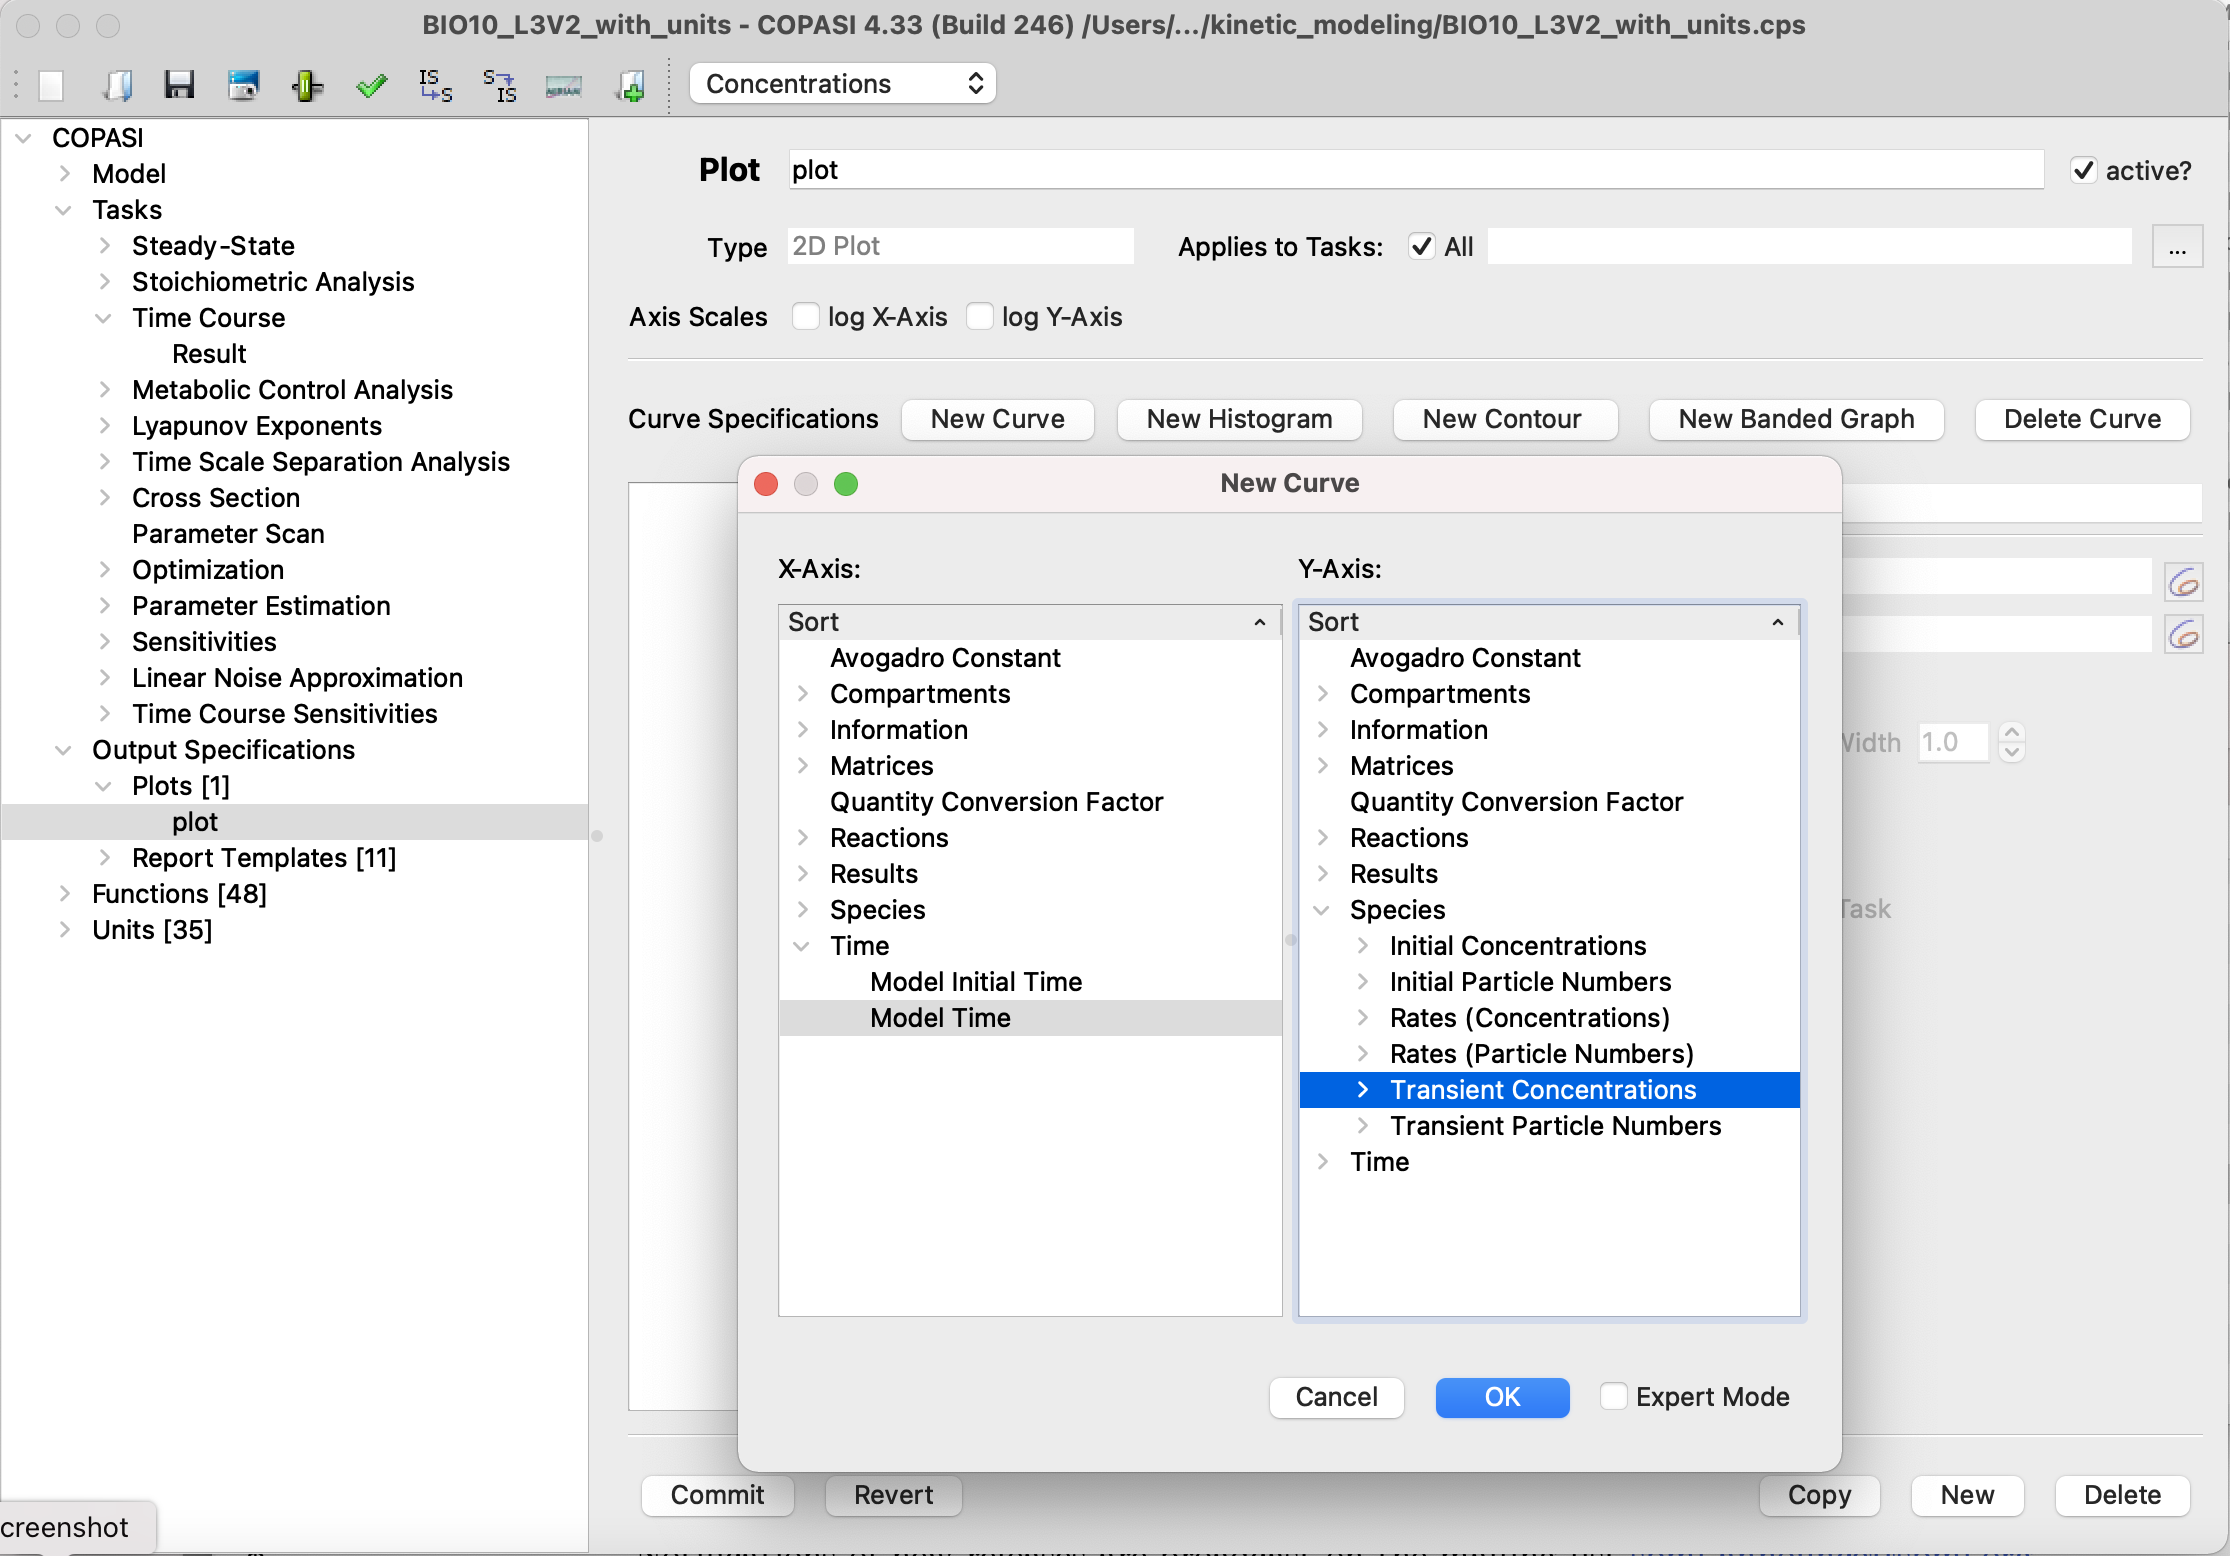 BIO10_L3V2_with_units - COPASI 4.33 (Build 246) /Users/.../kinetic_modeling/BIO10_L3V2_with_units.cps
IS S
S IS
Concentrations
COPASI
Model
Tasks
Steady-State
Stoichiometric Analysis
Time Course
Result
Metabolic Control Analysis
Lyapunov Exponents
Time Scale Separation Analysis
Cross Section
Parameter Scan
Optimization
Parameter Estimation
Sensitivities
Linear Noise Approximation
Time Course Sensitivities
Output Specifications
Plots [1]
plot
Report Templates [11]
Functions [48]
Units [35]
creenshot
Plot plot active?
Type 2D Plot Applies to Tasks: All ...
Axis Scales log X-Axis log Y-Axis
Curve Specifications New Curve New Histogram New Contour New Banded Graph Delete Curve
Width 1.0
Task
New Curve
X-Axis:
Sort
Avogadro Constant
Compartments
Information
Matrices
Quantity Conversion Factor
Reactions
Results
Species
Time
Model Initial Time
Model Time
Y-Axis:
Sort
Avogadro Constant
Compartments
Information
Matrices
Quantity Conversion Factor
Reactions
Results
Species
Initial Concentrations
Initial Particle Numbers
Rates (Concentrations)
Rates (Particle Numbers)
Transient Concentrations
Transient Particle Numbers
Time
Cancel OK Expert Mode
Commit Revert Copy New Delete